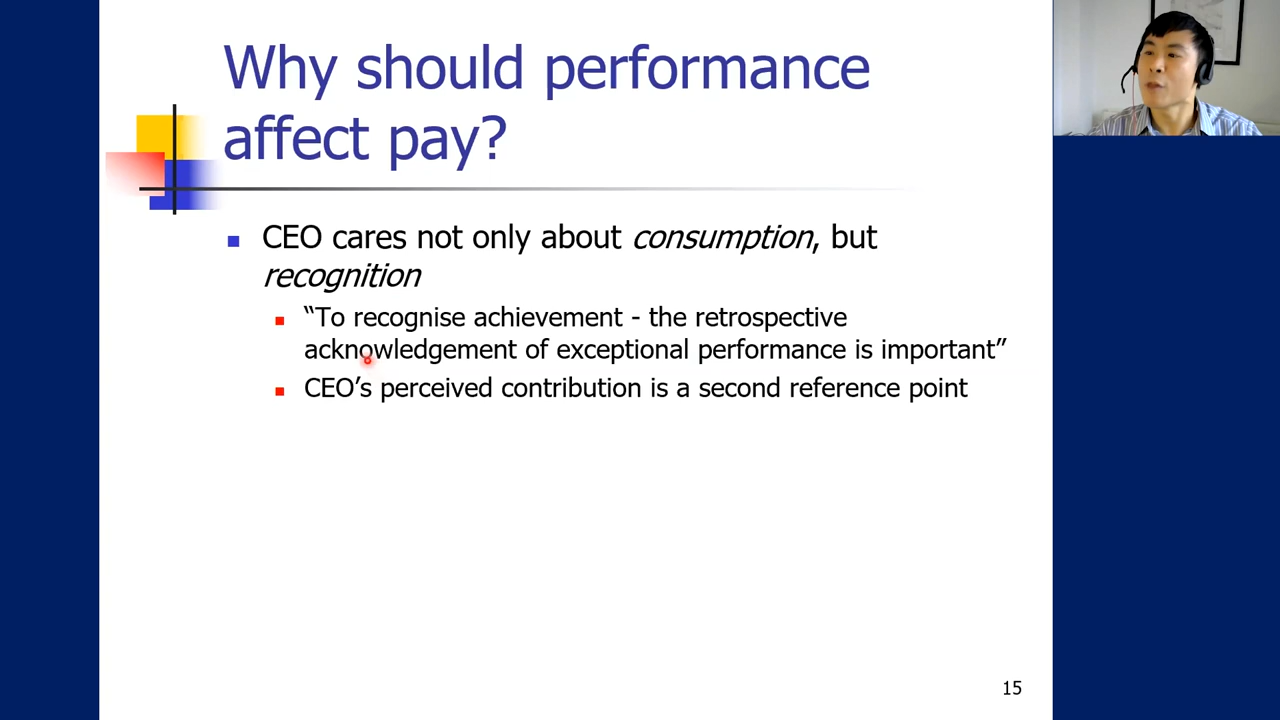 Why should performance
affect pay?
CEO cares not only about consumption, but
recognition
“To recognise achievement - the retrospective
acknowledgement of exceptional performance is important”
CEO’s perceived contribution is a second reference point
15